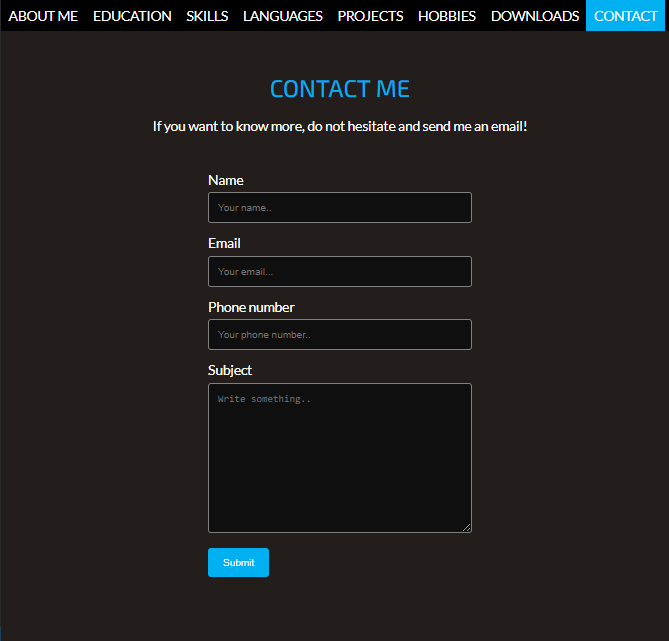 ABOUT ME EDUCATION SKILLS LANGUAGES PROJECTS HOBBIES DOWNLOADS CONTACT
CONTACT ME
If you want to know more, do not hesitate and send me an email!
Name
Your name..
Email
Your email...
Phone number
Your phone number..
Subject
Write something..
Submit